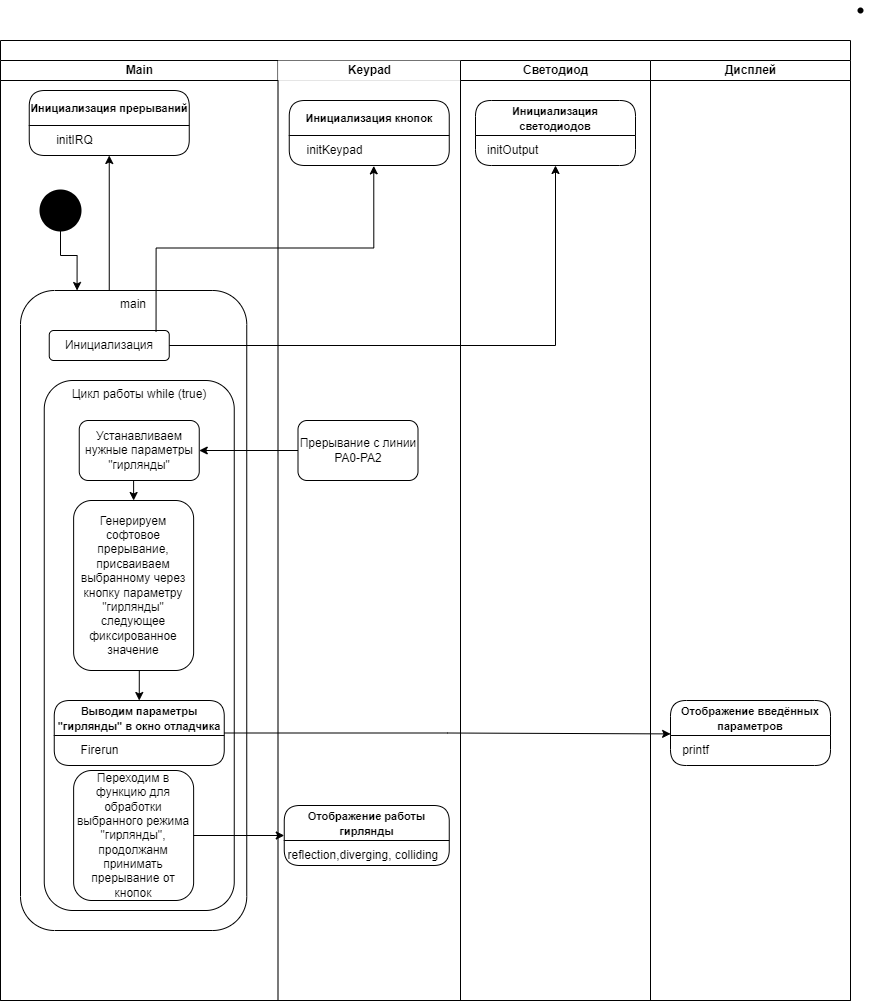 Main
Keypad
Светодиод
Дисплей
Инициализация прерываний
initIRQ
Инициализация кнопок
initKeypad
Инициализация
светодиодов
initOutput
main
Инициализация
Цикл работы while (true)
Устанавливаем
нужные параметры
"гирлянды"
Прерывание с линии
PA0-PA2
Генерируем
софтовое
прерывание,
присваиваем
выбранному через
кнопку параметру
"гирлянды"
следующее
фиксированное
значение
Выводим параметры
"гирлянды" в окно отладчика
Firerun
Отображение введённых
параметров
printf
Переходим в
функцию для
обработки
выбранного режима
"гирлянды",
продолжанм
принимать
прерывание от
кнопок
Отображение работы
гирлянды
reflection,diverging, colliding